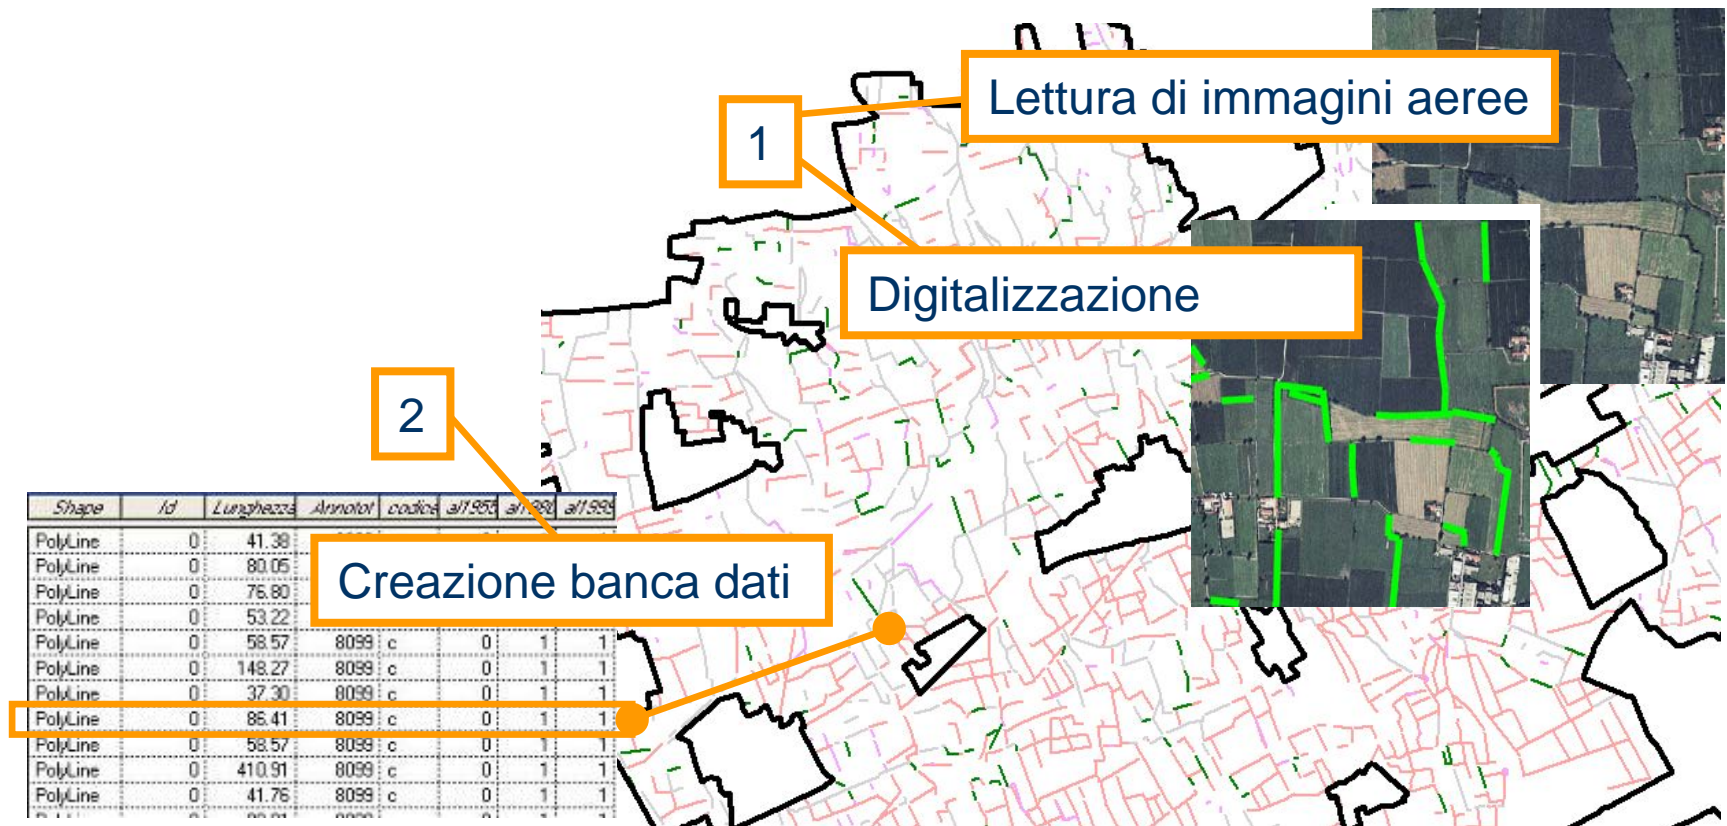 Lettura di immagini aeree
1
Digitalizzazione
2
Shape Id Lunghezza Annotot codice al1955 al1999
PolyLine 0 41.38
PolyLine 0 80.05
PolyLine 0 76.80
PolyLine 0 53.22
Creazione banca dati
PolyLine 0 58.57 8099 c 0 1 1
PolyLine 0 148.27 8099 c 0 1 1
PolyLine 0 37.30 8099 c 0 1 1
PolyLine 0 86.41 8099 c 0 1 1
PolyLine 0 58.57 8099 c 0 1 1
PolyLine 0 410.91 8099 c 0 1 1
PolyLine 0 41.76 8099 c 0 1 1